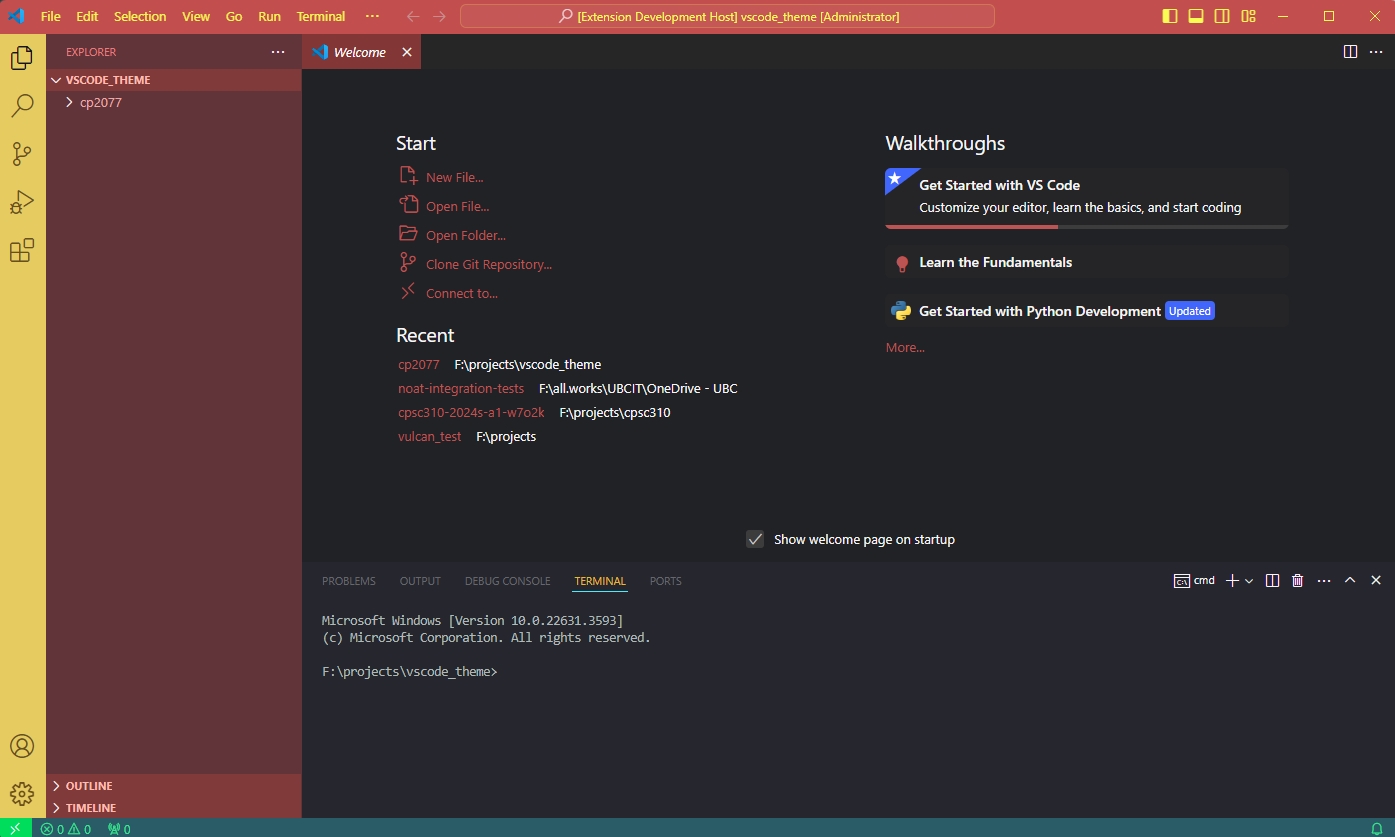 File Edit Selection View Go Run Terminal ··· [Extension Development Host] vscode_theme [Administrator]
EXPLORER ···
Welcome
VSCODE_THEME
cp2077
Start
New File...
Open File...
Open Folder...
Clone Git Repository...
Connect to...
Recent
cp2077 F:\projects\vscode_theme
noat-integration-tests F:\all.works\UBCIT\OneDrive - UBC
cpsc310-2024s-a1-w7o2k F:\projects\cpsc310
vulcan_test F:\projects
Walkthroughs
Get Started with VS Code
Customize your editor, learn the basics, and start coding
Learn the Fundamentals
Get Started with Python Development Updated
More...
Show welcome page on startup
PROBLEMS OUTPUT DEBUG CONSOLE TERMINAL PORTS cmd
Microsoft Windows [Version 10.0.22631.3593]
(c) Microsoft Corporation. All rights reserved.
F:\projects\vscode_theme>
OUTLINE
TIMELINE
0 0 0